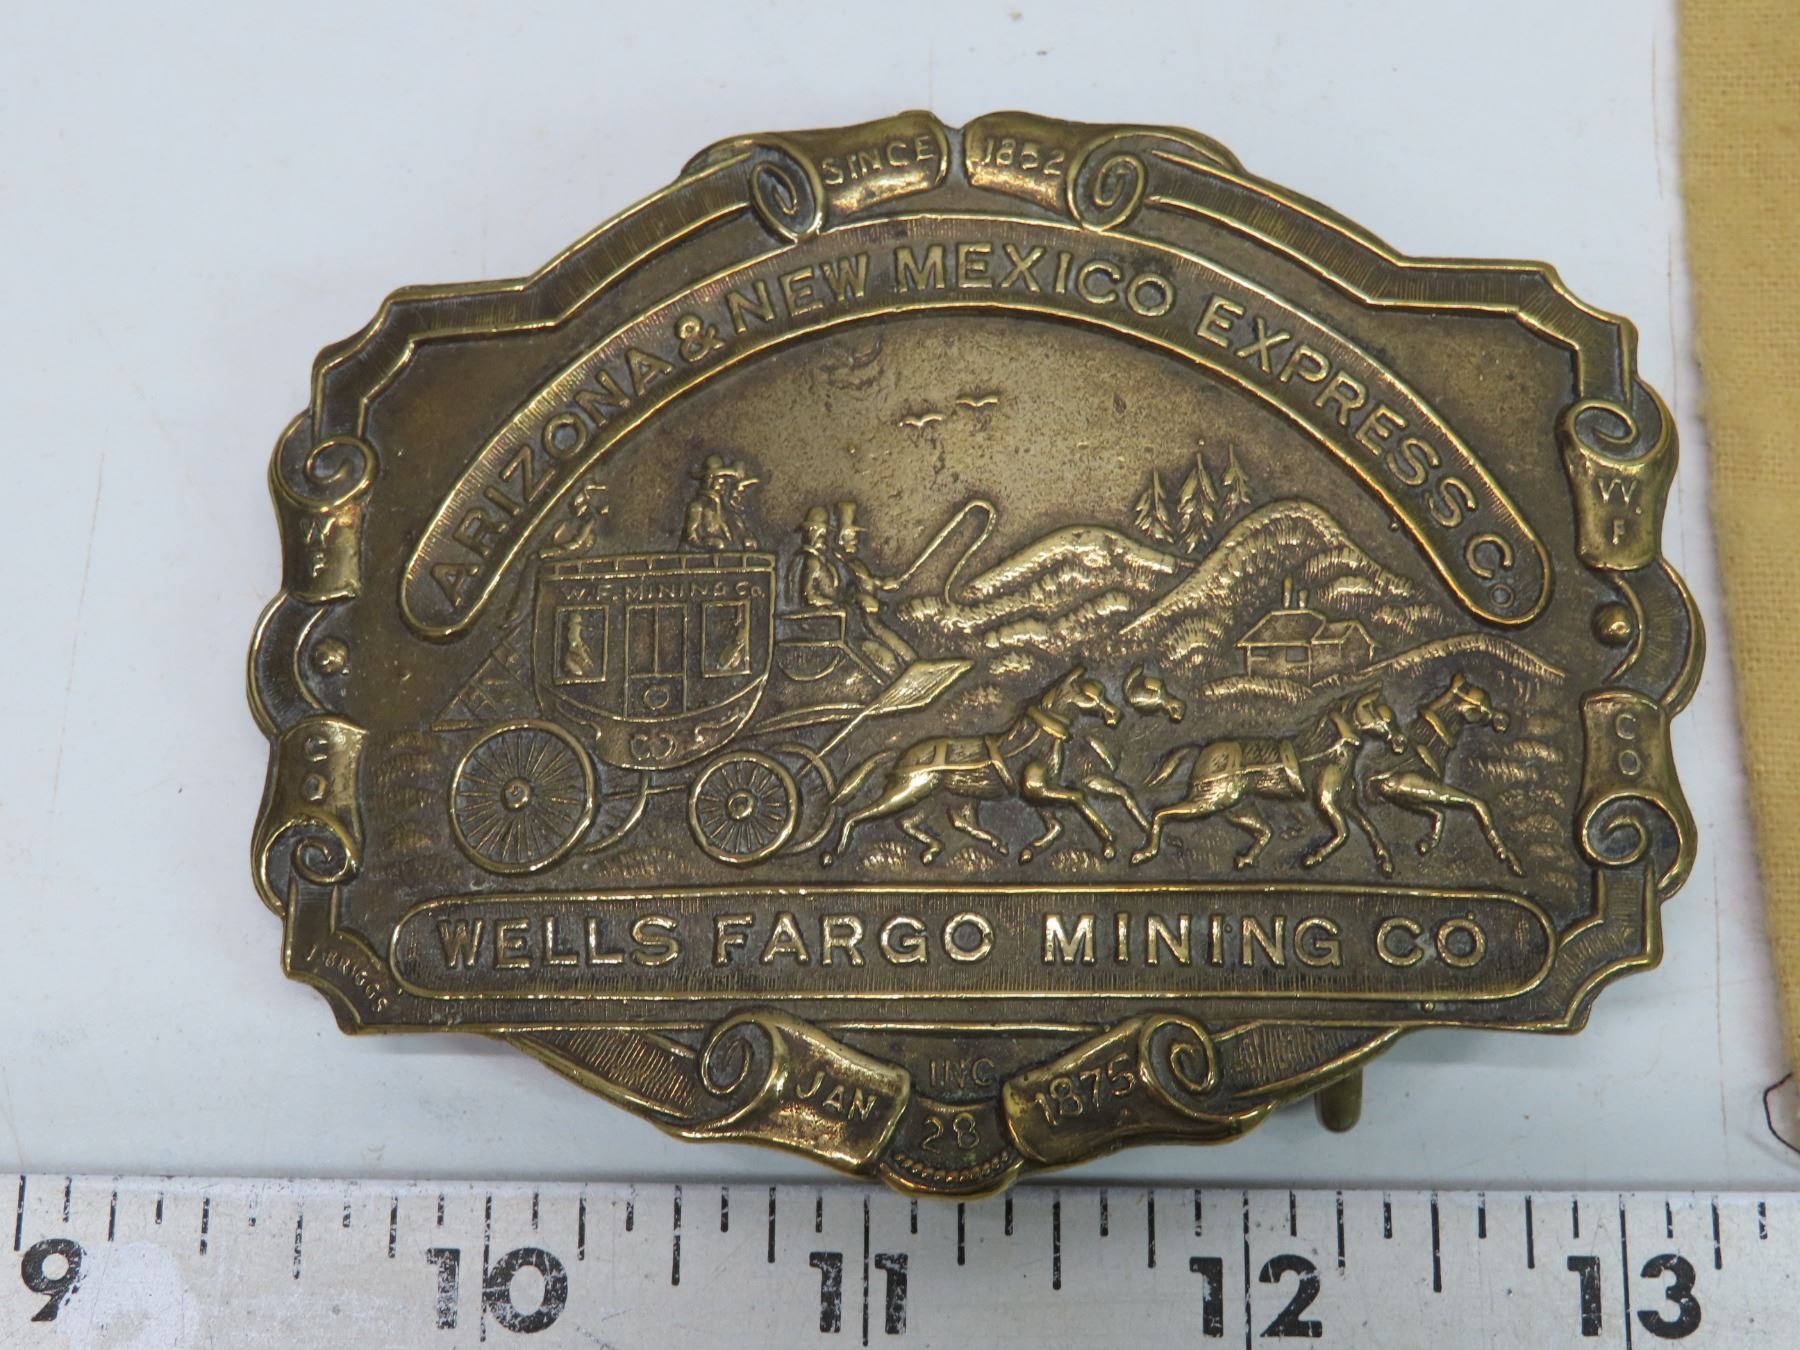 SINCE 1852
ARIZONA & NEW MEXICO EXPRESS CO
W F
CO
W. F
CO
W. F. MINING CO.
WELLS FARGO MINING CO
J BRIGGS
INC
JAN 28 1875
9 10 11 12 13